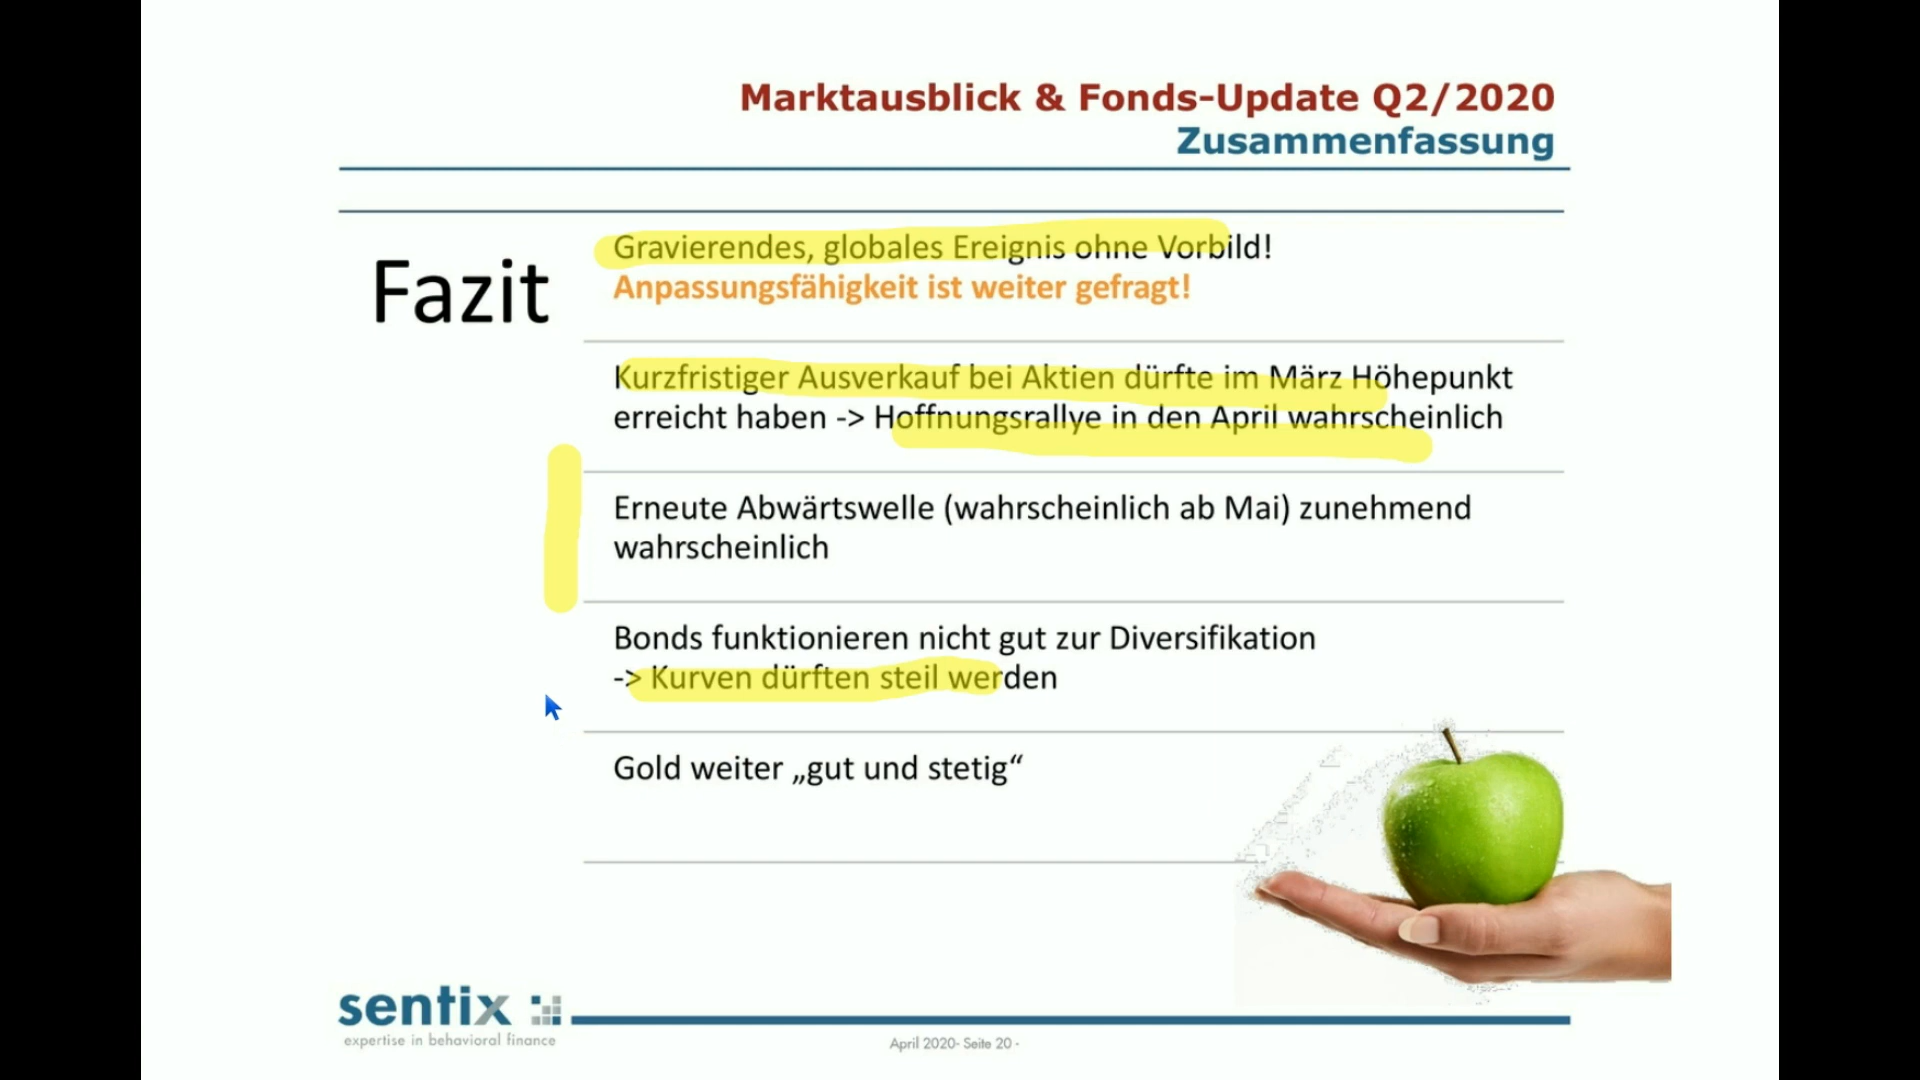 Marktausblick & Fonds-Update Q2/2020
Zusammenfassung
Fazit
Gravierendes, globales Ereignis ohne Vorbild!
Anpassungsfähigkeit ist weiter gefragt!
Kurzfristiger Ausverkauf bei Aktien dürfte im März Höhepunkt
erreicht haben -> Hoffnungsrallye in den April wahrscheinlich
Erneute Abwärtswelle (wahrscheinlich ab Mai) zunehmend
wahrscheinlich
Bonds funktionieren nicht gut zur Diversifikation
-> Kurven dürften steil werden
Gold weiter „gut und stetig“
sentix
expertise in behavioral finance
April 2020- Seite 20 -